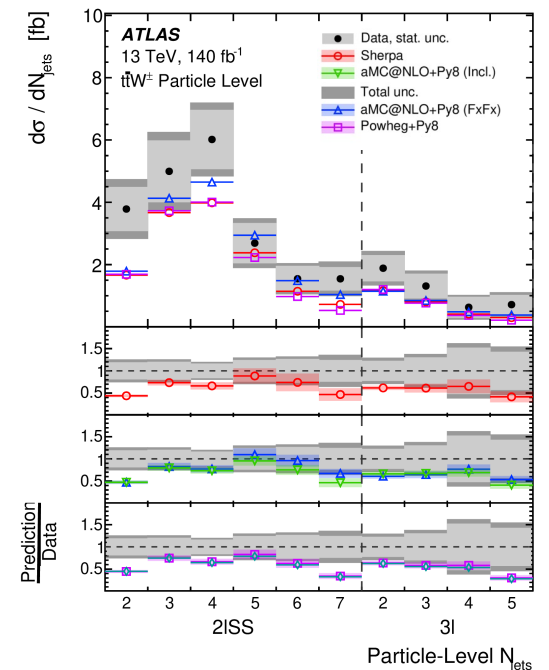 dσ / dN_jets [fb]
10
8
6
4
2
ATLAS
13 TeV, 140 fb⁻¹
tt̄W± Particle Level
Data, stat. unc.
Sherpa
aMC@NLO+Py8 (Incl.)
Total unc.
aMC@NLO+Py8 (FxFx)
Powheg+Py8
1.5
1
0.5
1.5
1
0.5
1.5
1
0.5
Prediction
Data
2 3 4 5 6 7 2 3 4 5
2lSS 3l
Particle-Level N_jets